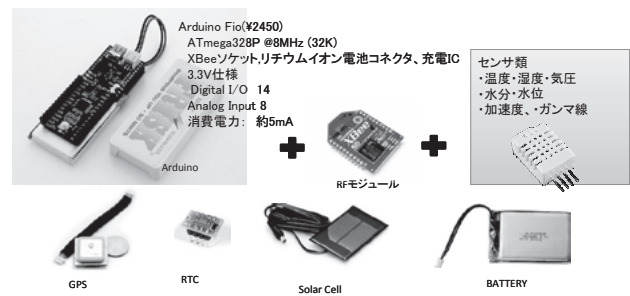 Arduino Fio(¥2450)
ATmega328P @8MHz (32K)
XBeeソケット,リチウムイオン電池コネクタ、充電IC
3.3V仕様
Digital I/O 14
Analog Input 8
消費電力: 約5mA
Arduino
XBee
RFモジュール
センサ類
・温度・湿度・気圧
・水分・水位
・加速度、・ガンマ線
GPS
RTC
Solar Cell
BATTERY